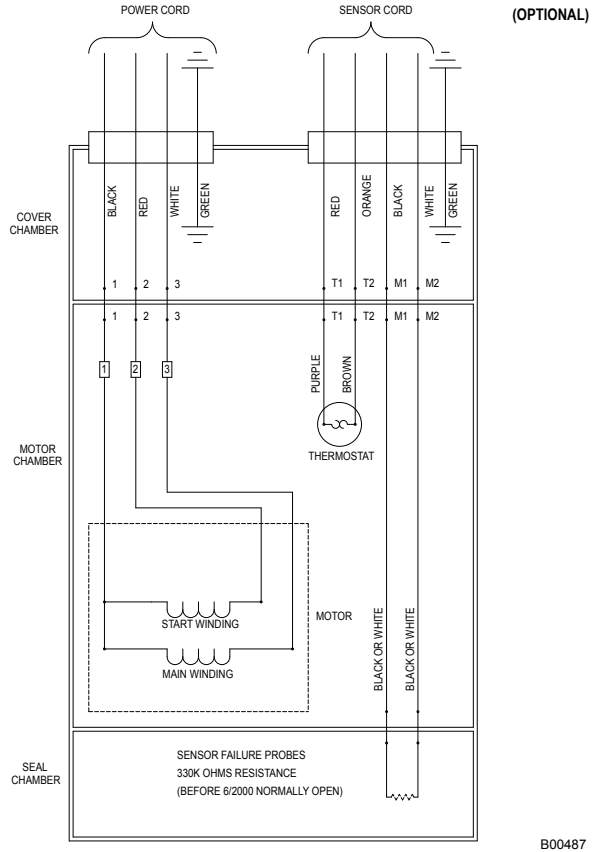 POWER CORD
SENSOR CORD
(OPTIONAL)
BLACK
RED
WHITE
GREEN
RED
ORANGE
BLACK
WHITE
GREEN
COVER
CHAMBER
1
2
3
T1
T2
M1
M2
1
2
3
T1
T2
M1
M2
PURPLE
BROWN
1
2
3
THERMOSTAT
MOTOR
CHAMBER
START WINDING
MOTOR
MAIN WINDING
BLACK OR WHITE
BLACK OR WHITE
SEAL
CHAMBER
SENSOR FAILURE PROBES
330K OHMS RESISTANCE
(BEFORE 6/2000 NORMALLY OPEN)
B00487